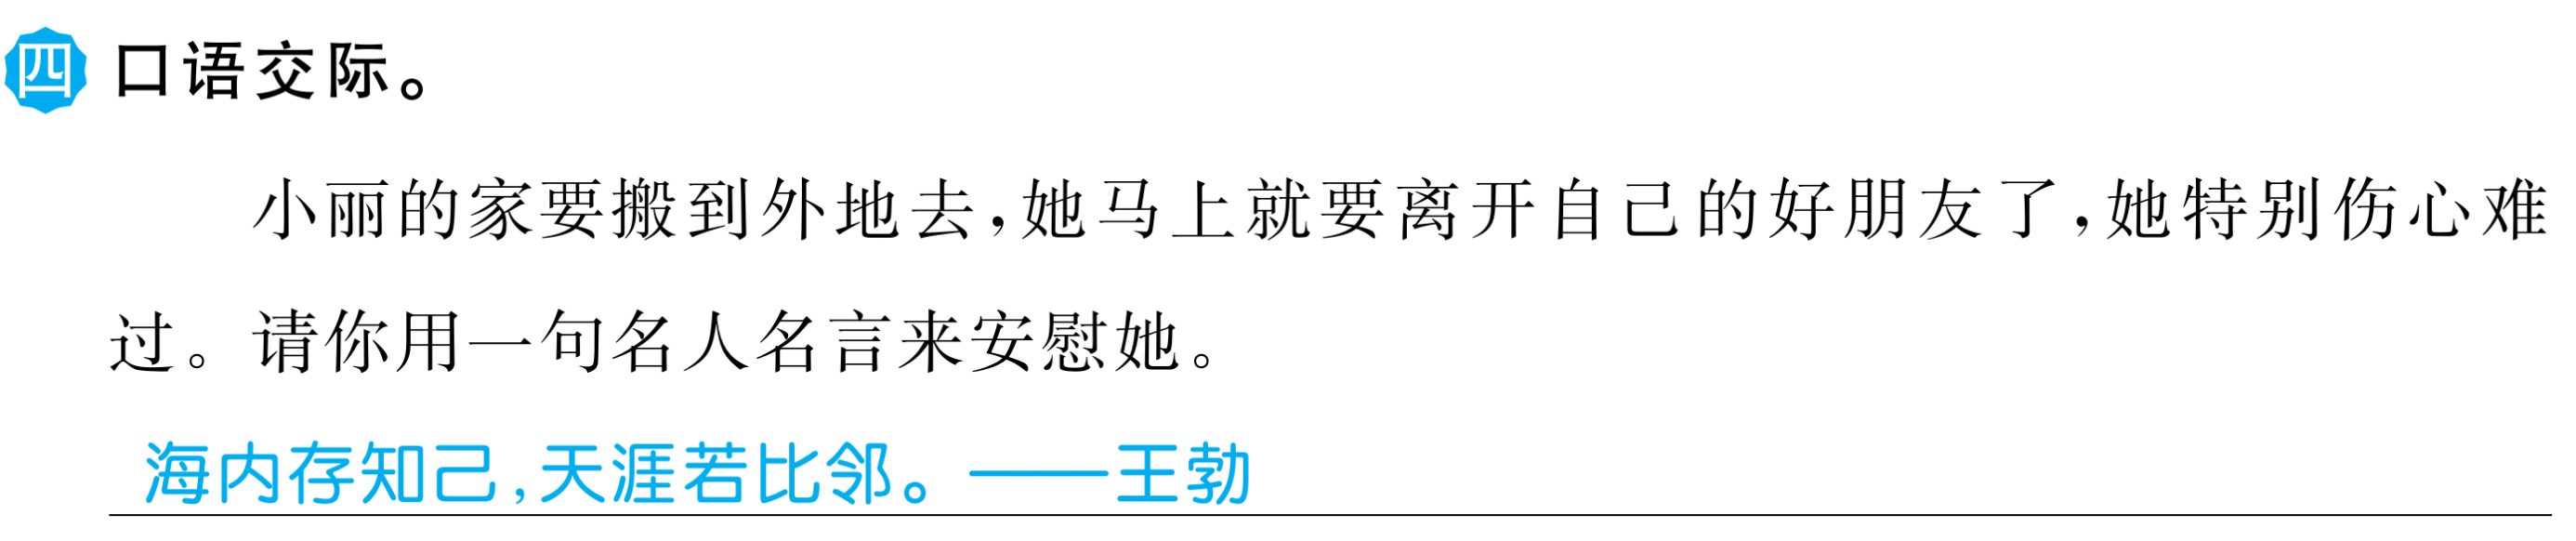 四 口语交际。
小丽的家要搬到外地去,她马上就要离开自己的好朋友了,她特别伤心难
过。请你用一句名人名言来安慰她。
海内存知己,天涯若比邻。——王勃